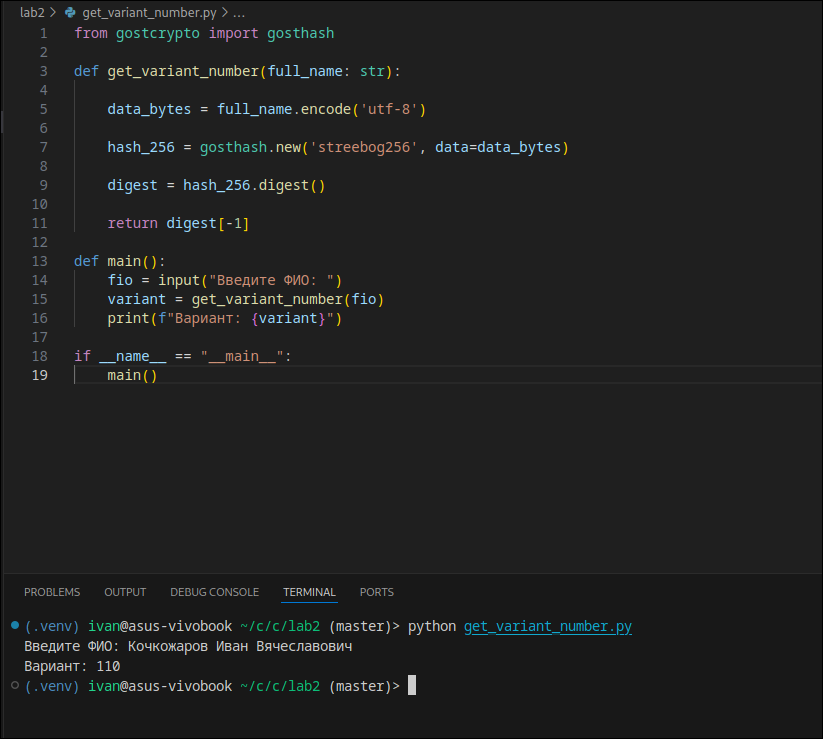 lab2 > get_variant_number.py > ...
1 from gostcrypto import gosthash
2
3 def get_variant_number(full_name: str):
4
5     data_bytes = full_name.encode('utf-8')
6
7     hash_256 = gosthash.new('streebog256', data=data_bytes)
8
9     digest = hash_256.digest()
10
11     return digest[-1]
12
13 def main():
14     fio = input("Введите ФИО: ")
15     variant = get_variant_number(fio)
16     print(f"Вариант: {variant}")
17
18 if __name__ == "__main__":
19     main()
PROBLEMS OUTPUT DEBUG CONSOLE TERMINAL PORTS
(.venv) ivan@asus-vivobook ~/c/c/lab2 (master)> python get_variant_number.py
Введите ФИО: Кочкожаров Иван Вячеславович
Вариант: 110
(.venv) ivan@asus-vivobook ~/c/c/lab2 (master)>